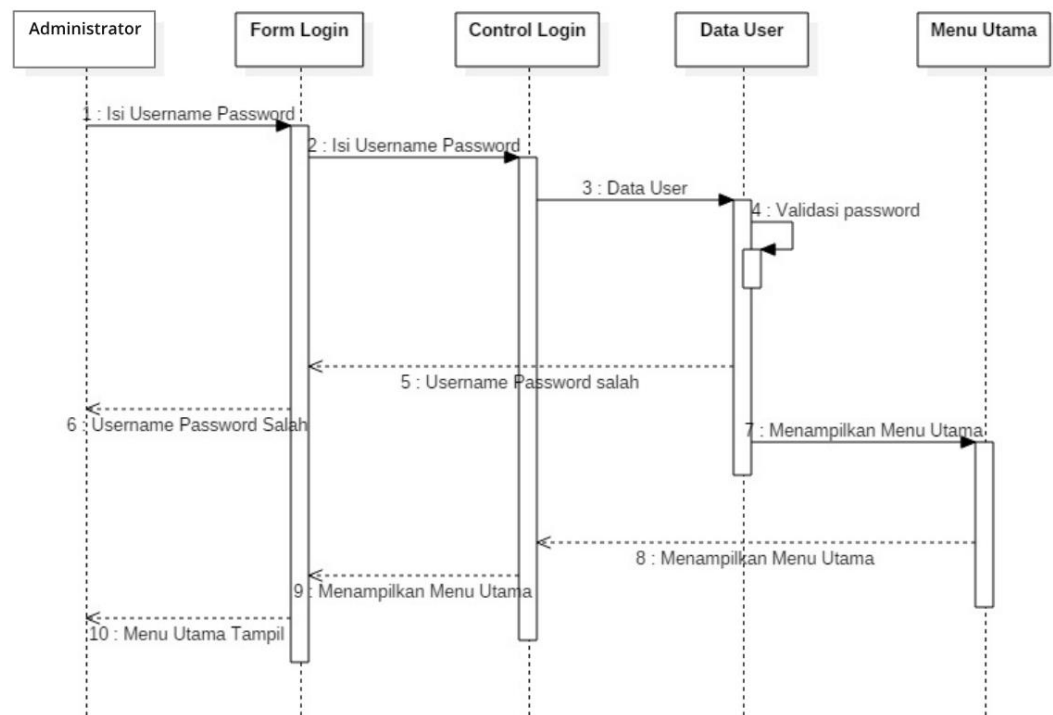 Administrator
Form Login
Control Login
Data User
Menu Utama
1 : Isi Username Password
2 : Isi Username Password
3 : Data User
4 : Validasi password
5 : Username Password salah
6 : Username Password Salah
7 : Menampilkan Menu Utama
8 : Menampilkan Menu Utama
9 : Menampilkan Menu Utama
10 : Menu Utama Tampil